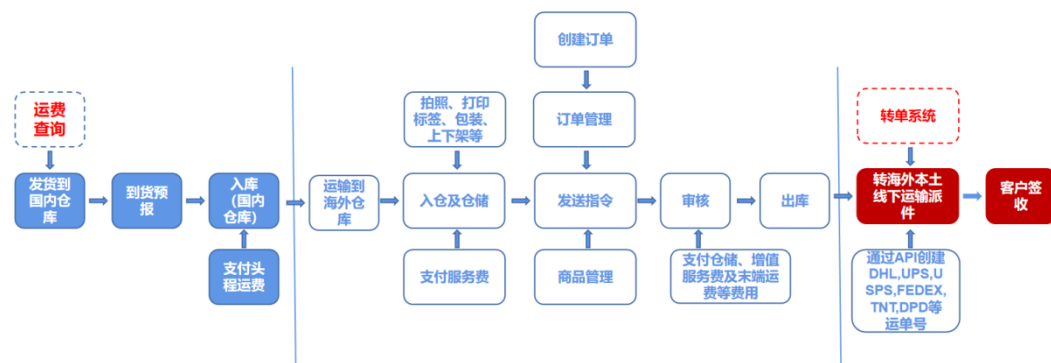 创建订单
运费
查询
拍照、打印
标签、包装、
上下架等
订单管理
转单系统
发货到
国内仓
库
到货预
报
入库
（国内
仓库）
运输到
海外仓
库
入仓及仓储
发送指令
审核
出库
转海外本土
线下运输派
件
客户签
收
支付头
程运费
支付服务费
商品管理
支付仓储、增值
服务费及末端运
费等费用
通过API创建
DHL,UPS,U
SPS,FEDEX,
TNT,DPD等
运单号